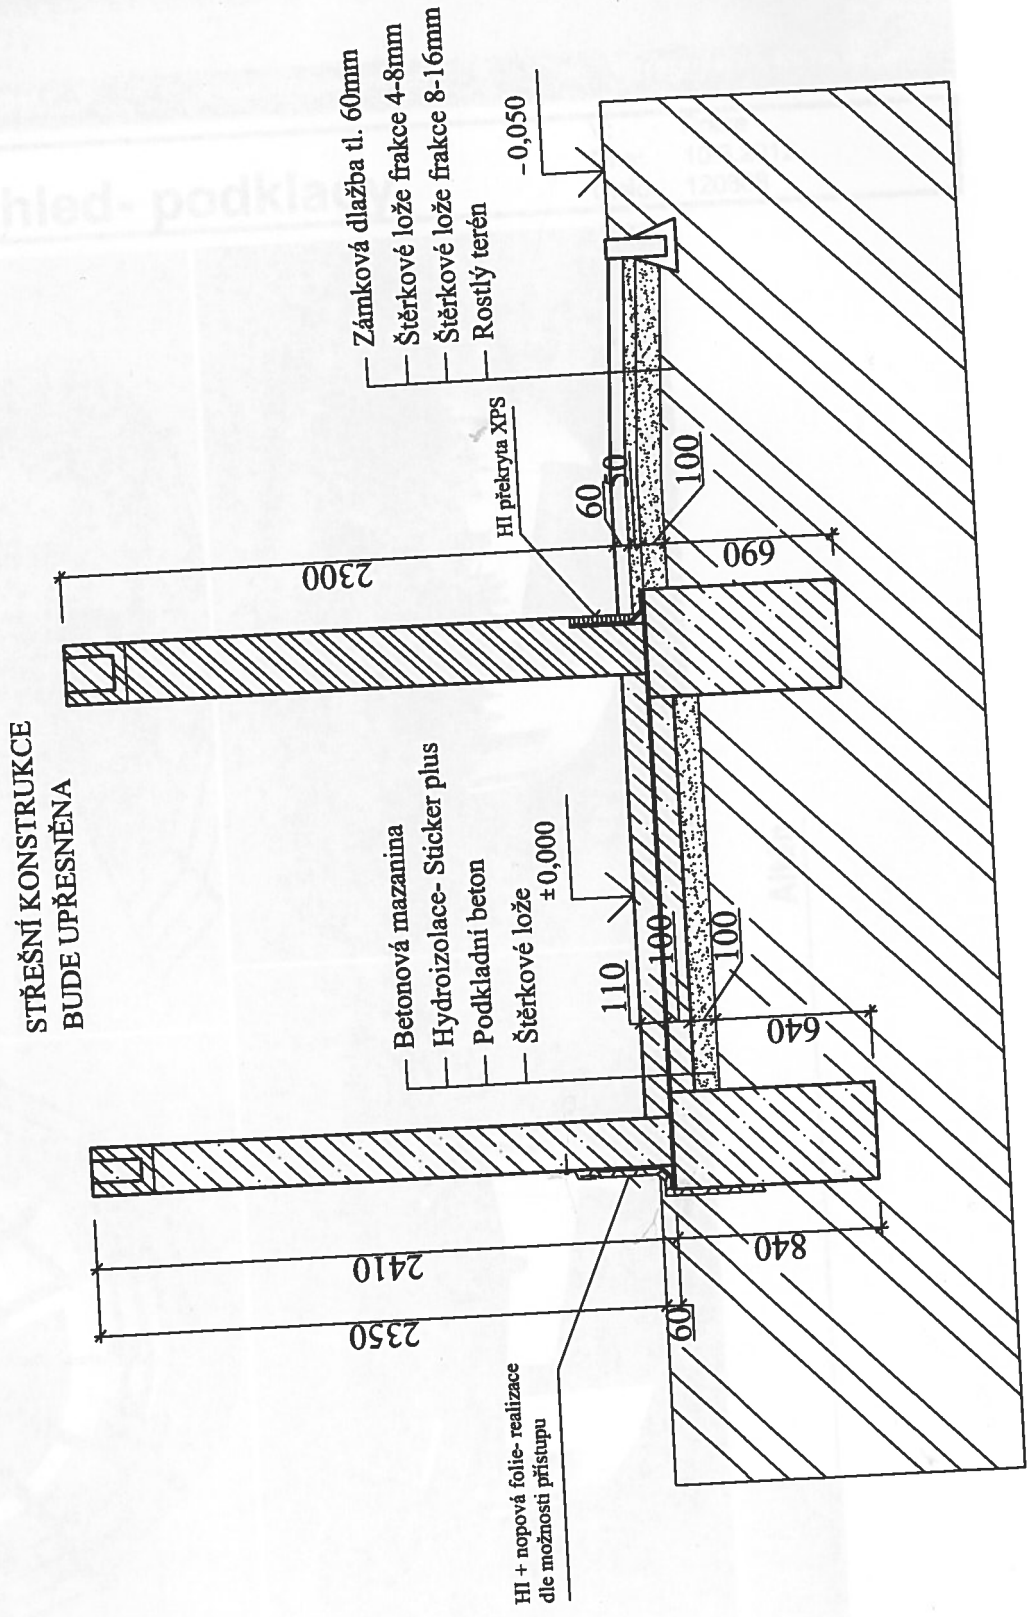 STŘEŠNÍ KONSTRUKCE
BUDE UPŘESNĚNA
Zámková dlažba tl. 60mm
Štěrkové lože frakce 4-8mm
Štěrkové lože frakce 8-16mm
Rostlý terén
-0,050
HI překryta XPS
Betonová mazanina
Hydroizolace- Sticker plus
Podkladní beton
Štěrkové lože
±0,000
HI + nopová folie- realizace
dle možnosti přístupu
2300
60
100
690
110
100
100
640
2410
2350
60
840
hled- podklady